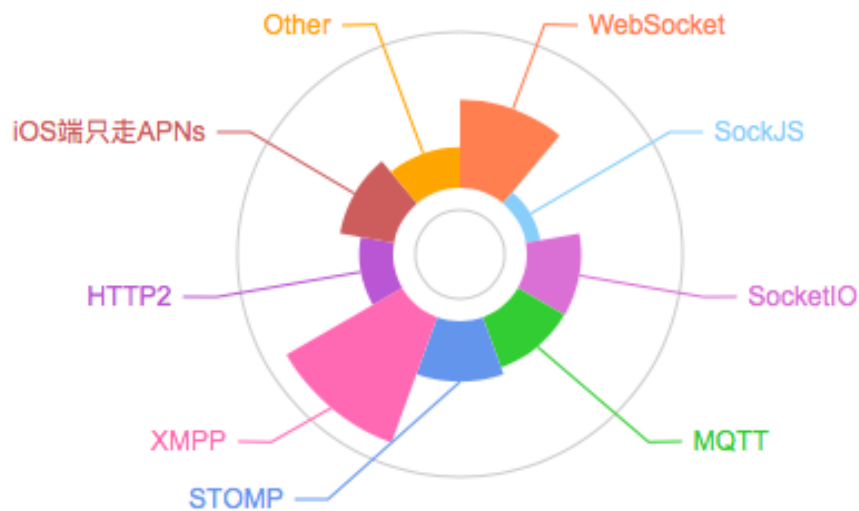 Other
WebSocket
iOS端只走APNs
SockJS
HTTP2
SocketIO
XMPP
MQTT
STOMP